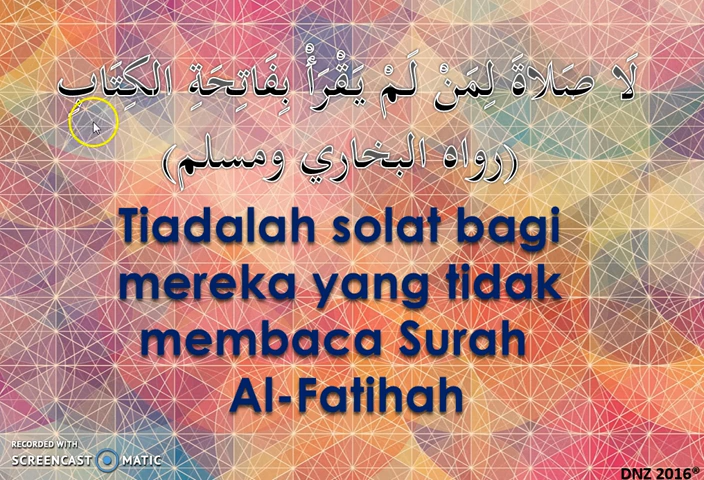 لَا صَلَاةَ لِمَنْ لَمْ يَقْرَأْ بِفَاتِحَةِ الكِتَابِ
(رواه البخاري ومسلم)
Tiadalah solat bagi
mereka yang tidak
membaca Surah
Al-Fatihah
RECORDED WITH
SCREENCAST MATIC
DNZ 2016®